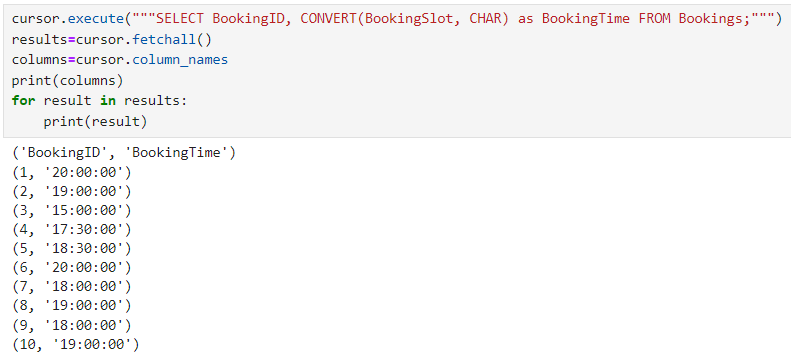 cursor.execute("""SELECT BookingID, CONVERT(BookingSlot, CHAR) as BookingTime FROM Bookings;""")
results=cursor.fetchall()
columns=cursor.column_names
print(columns)
for result in results:
    print(result)
('BookingID', 'BookingTime')
(1, '20:00:00')
(2, '19:00:00')
(3, '15:00:00')
(4, '17:30:00')
(5, '18:30:00')
(6, '20:00:00')
(7, '18:00:00')
(8, '19:00:00')
(9, '18:00:00')
(10, '19:00:00')